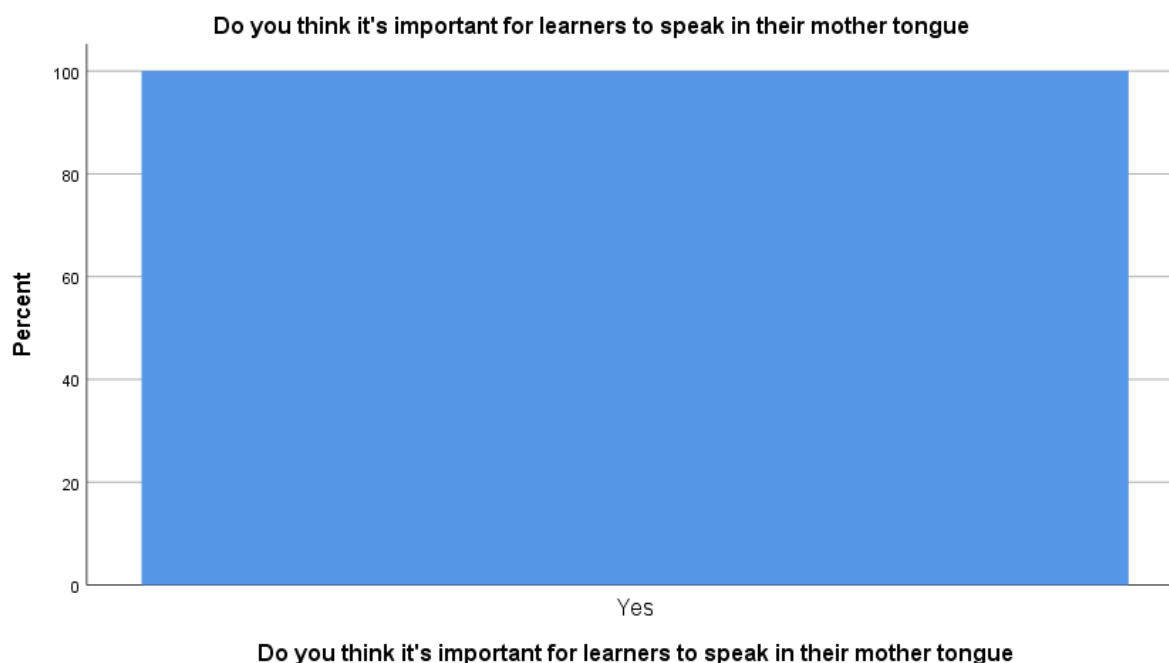 Do you think it's important for learners to speak in their mother tongue
100
80
60
40
20
0
Percent
Yes
Do you think it's important for learners to speak in their mother tongue